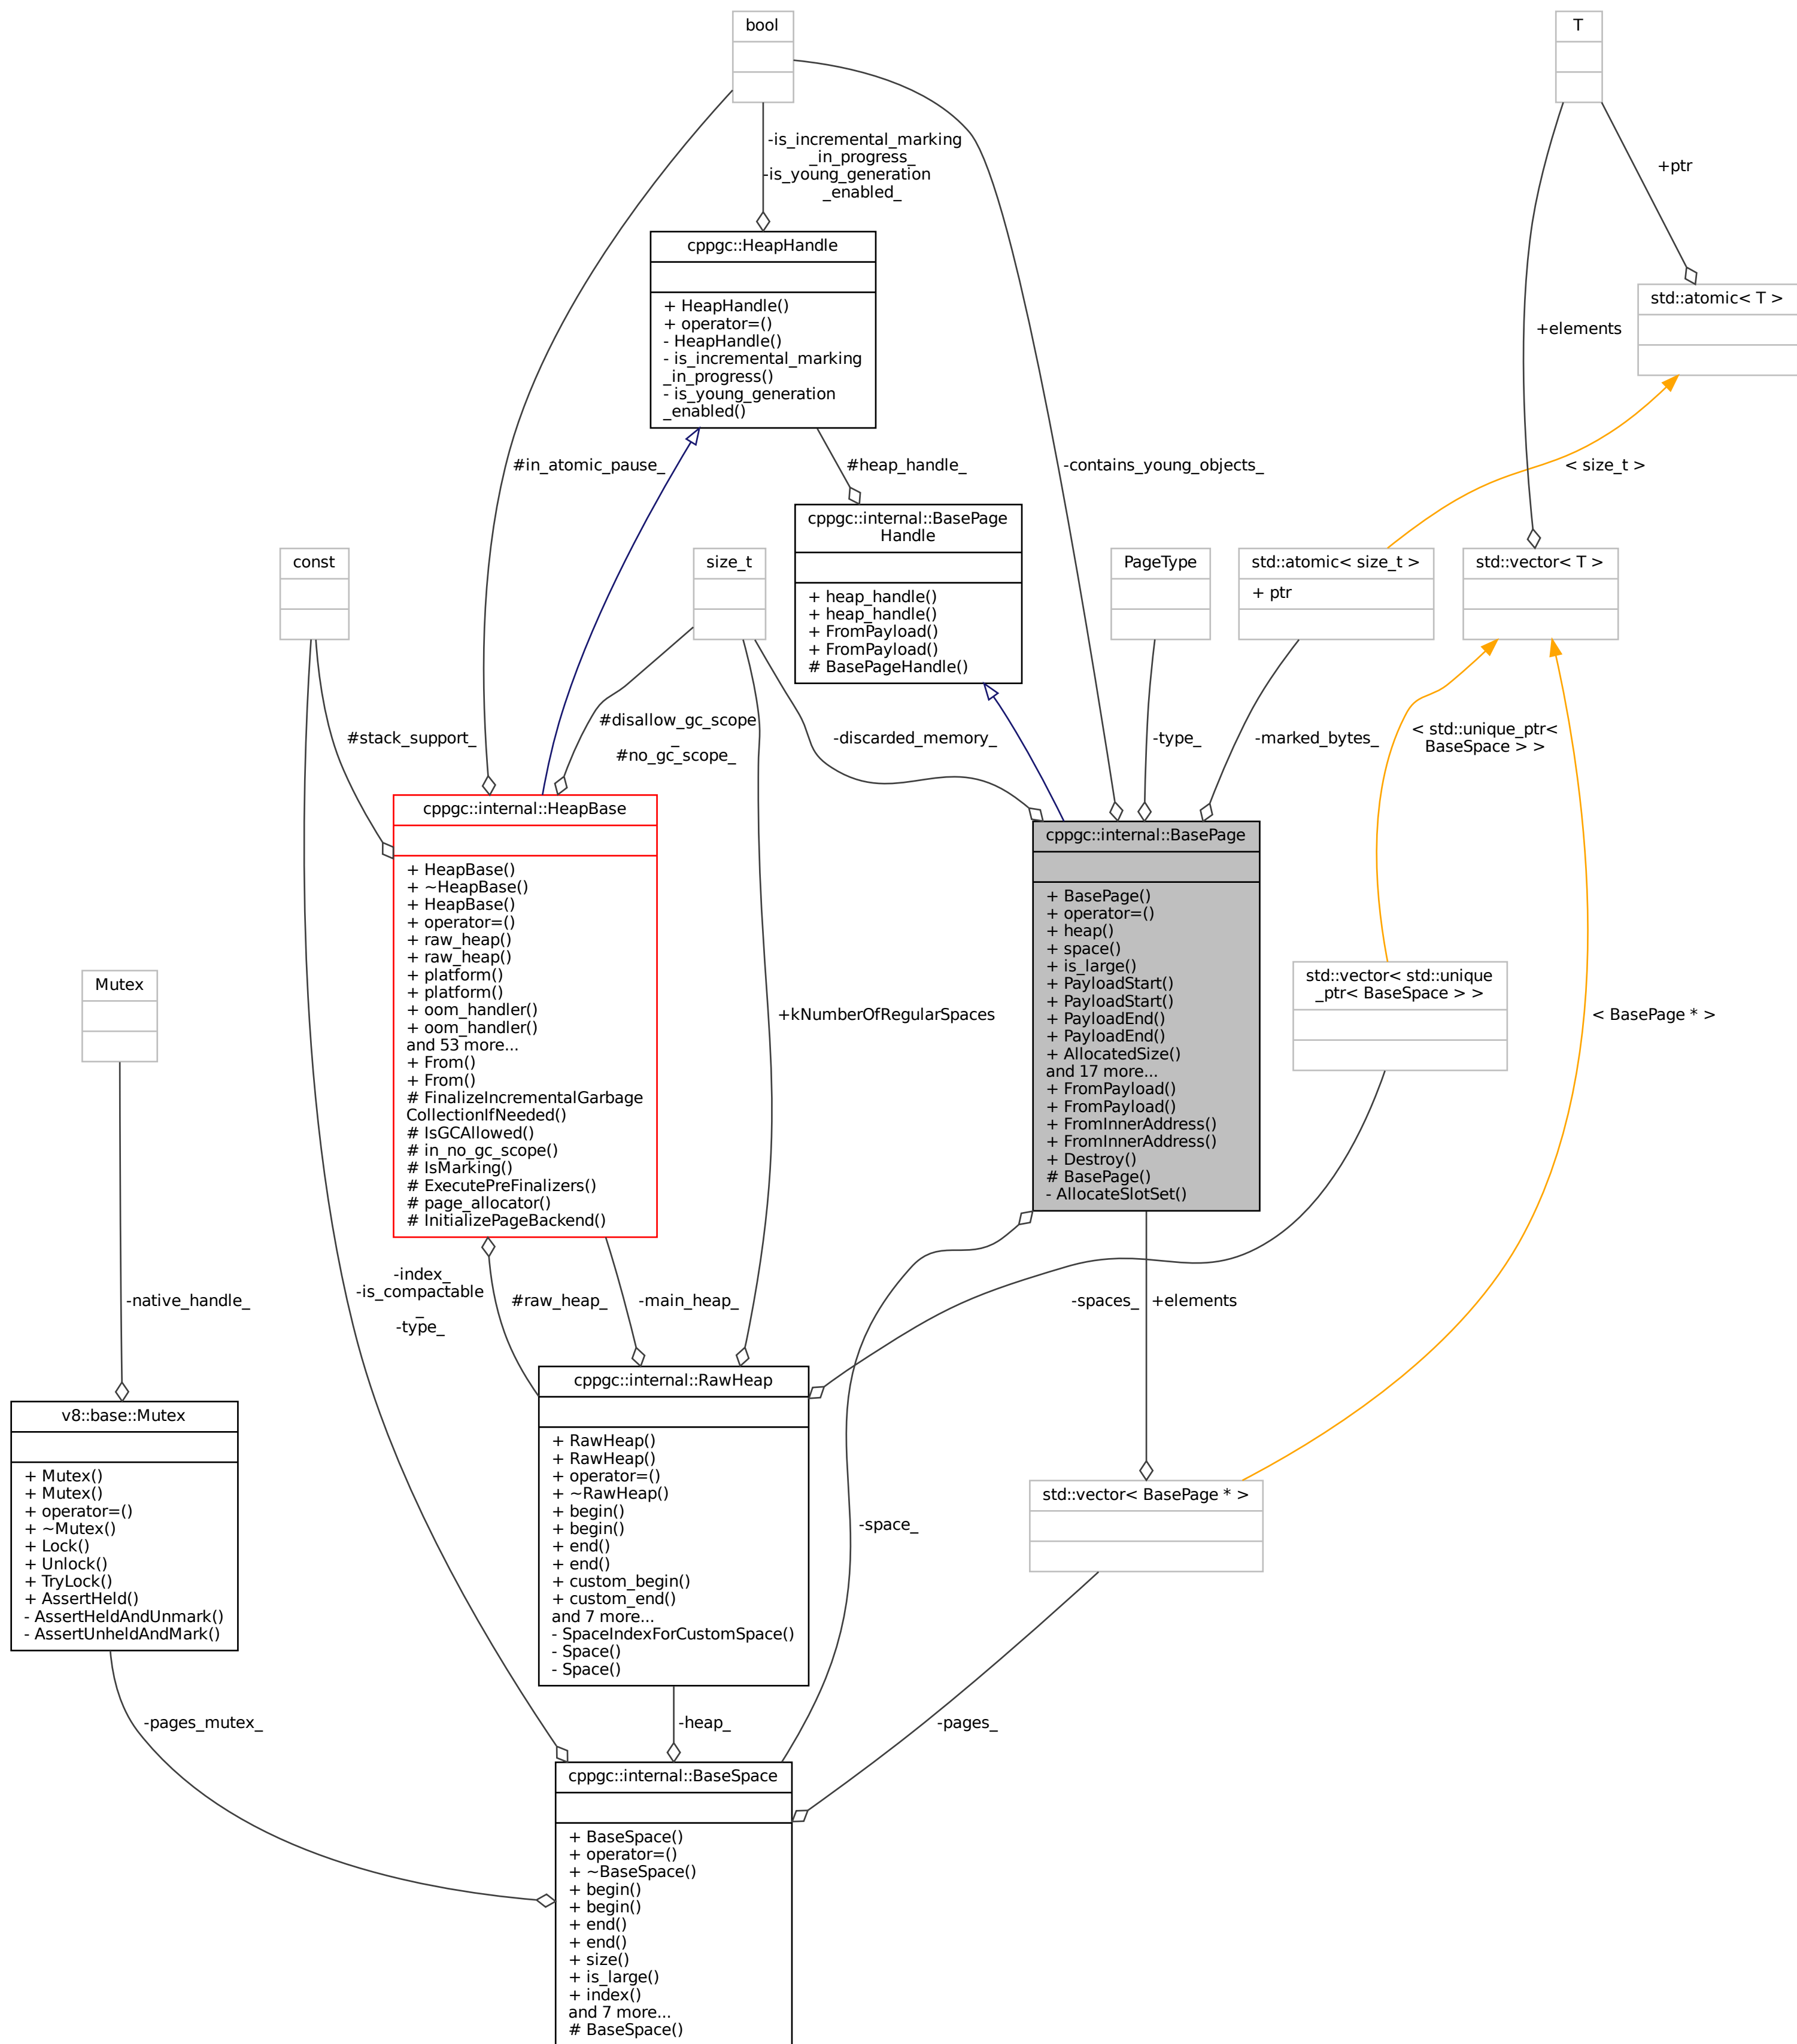 bool
T
-is_incremental_marking
_in_progress_
-is_young_generation
_enabled_
+ptr
cppgc::HeapHandle
+ HeapHandle()
+ operator=()
- HeapHandle()
- is_incremental_marking
_in_progress()
- is_young_generation
_enabled()
std::atomic< T >
+elements
#in_atomic_pause_
#heap_handle_
-contains_young_objects_
< size_t >
cppgc::internal::BasePage
Handle
+ heap_handle()
+ heap_handle()
+ FromPayload()
+ FromPayload()
# BasePageHandle()
const
size_t
PageType
std::atomic< size_t >
+ ptr
std::vector< T >
#stack_support_
#disallow_gc_scope
_
#no_gc_scope_
-discarded_memory_
-type_
-marked_bytes_
< std::unique_ptr<
BaseSpace > >
cppgc::internal::HeapBase
+ HeapBase()
+ ~HeapBase()
+ HeapBase()
+ operator=()
+ raw_heap()
+ raw_heap()
+ platform()
+ platform()
+ oom_handler()
+ oom_handler()
and 53 more...
+ From()
+ From()
# FinalizeIncrementalGarbage
CollectionIfNeeded()
# IsGCAllowed()
# in_no_gc_scope()
# IsMarking()
# ExecutePreFinalizers()
# page_allocator()
# InitializePageBackend()
cppgc::internal::BasePage
+ BasePage()
+ operator=()
+ heap()
+ space()
+ is_large()
+ PayloadStart()
+ PayloadStart()
+ PayloadEnd()
+ PayloadEnd()
+ AllocatedSize()
and 17 more...
+ FromPayload()
+ FromPayload()
+ FromInnerAddress()
+ FromInnerAddress()
+ Destroy()
# BasePage()
- AllocateSlotSet()
Mutex
+kNumberOfRegularSpaces
std::vector< std::unique
_ptr< BaseSpace > >
< BasePage * >
-native_handle_
-index_
-is_compactable
_
-type_
#raw_heap_
-main_heap_
-spaces_
+elements
cppgc::internal::RawHeap
+ RawHeap()
+ RawHeap()
+ operator=()
+ ~RawHeap()
+ begin()
+ begin()
+ end()
+ end()
+ custom_begin()
+ custom_end()
and 7 more...
- SpaceIndexForCustomSpace()
- Space()
- Space()
v8::base::Mutex
+ Mutex()
+ Mutex()
+ operator=()
+ ~Mutex()
+ Lock()
+ Unlock()
+ TryLock()
+ AssertHeld()
- AssertHeldAndUnmark()
- AssertUnheldAndMark()
-space_
std::vector< BasePage * >
-pages_mutex_
-heap_
-pages_
cppgc::internal::BaseSpace
+ BaseSpace()
+ operator=()
+ ~BaseSpace()
+ begin()
+ begin()
+ end()
+ end()
+ size()
+ is_large()
+ index()
and 7 more...
# BaseSpace()